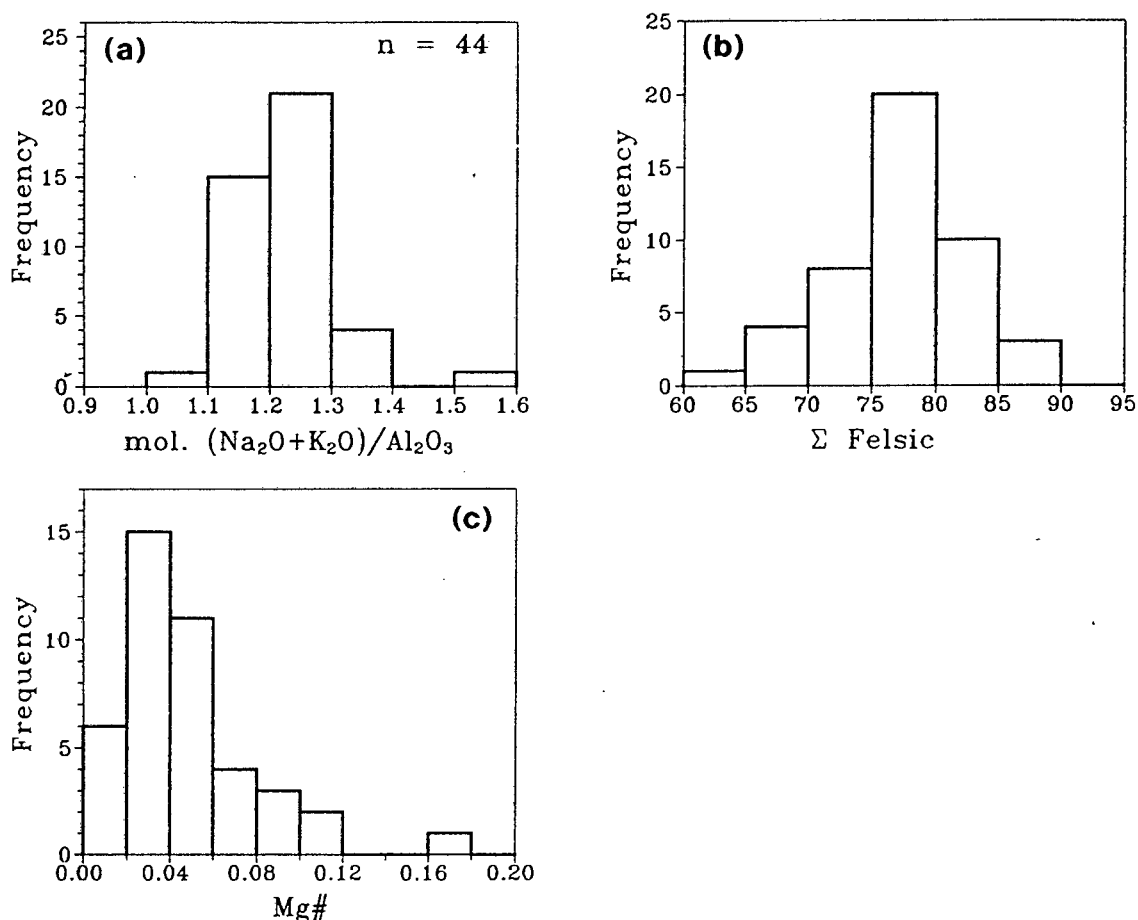 (a) n = 44
Frequency
25
20
15
10
5
0
0.9 1.0 1.1 1.2 1.3 1.4 1.5 1.6
mol. (Na₂O+K₂O)/Al₂O₃
(b)
Frequency
25
20
15
10
5
0
60 65 70 75 80 85 90 95
Σ Felsic
(c)
Frequency
15
10
5
0
0.00 0.04 0.08 0.12 0.16 0.20
Mg#